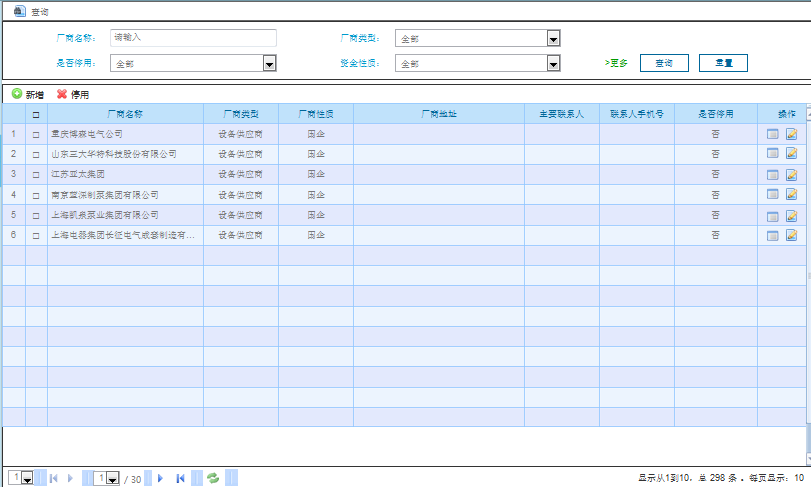 查询
厂商名称： 请输入 厂商类型： 全部
是否停用： 全部 资金性质： 全部 >更多 查询 重置
新增 停用
厂商名称 厂商类型 厂商性质 厂商地址 主要联系人 联系人手机号 是否停用 操作
1 重庆博森电气公司 设备供应商 国企 否
2 山东三大华特科技股份有限公司 设备供应商 国企 否
3 江苏亚太集团 设备供应商 国企 否
4 南京蓝深制泵集团有限公司 设备供应商 国企 否
5 上海凯泉泵业集团有限公司 设备供应商 国企 否
6 上海电器集团长征电气成套制造有... 设备供应商 国企 否
1 1 / 30 显示从1到10，总 298 条 。每页显示：10